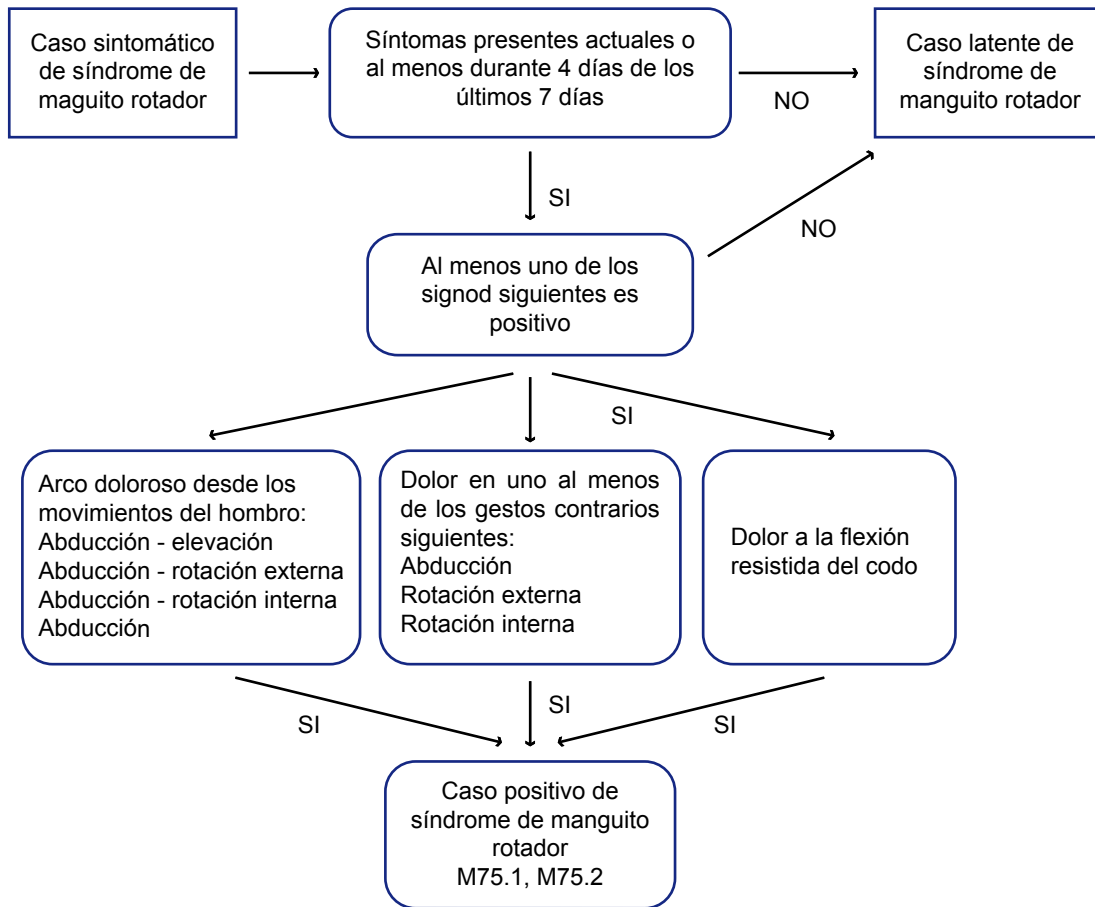 Caso sintomático
de síndrome de
maguito rotador
Síntomas presentes actuales o
al menos durante 4 días de los
últimos 7 días
NO
Caso latente de
síndrome de
manguito rotador
SI
NO
Al menos uno de los
signod siguientes es
positivo
SI
Arco doloroso desde los
movimientos del hombro:
Abducción - elevación
Abducción - rotación externa
Abducción - rotación interna
Abducción
Dolor en uno al menos
de los gestos contrarios
siguientes:
Abducción
Rotación externa
Rotación interna
Dolor a la flexión
resistida del codo
SI
SI
SI
Caso positivo de
síndrome de manguito
rotador
M75.1, M75.2